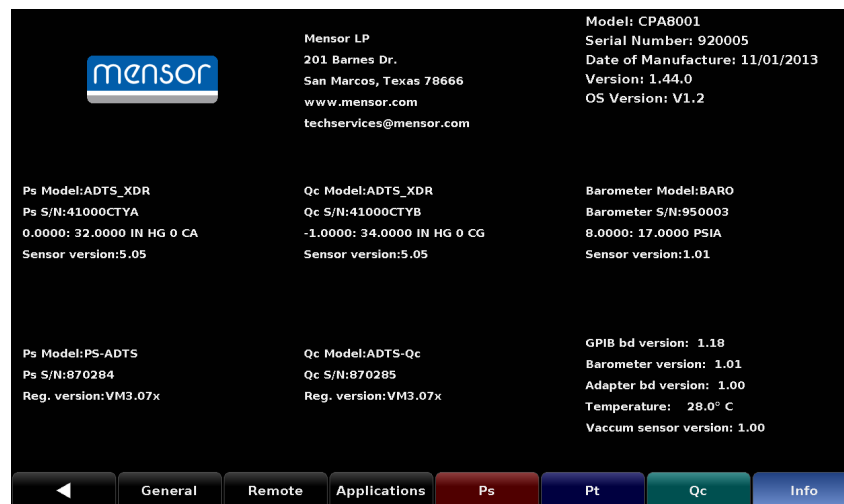 mensor
Mensor LP
201 Barnes Dr.
San Marcos, Texas 78666
www.mensor.com
techservices@mensor.com
Model: CPA8001
Serial Number: 920005
Date of Manufacture: 11/01/2013
Version: 1.44.0
OS Version: V1.2
Ps Model:ADTS_XDR
Ps S/N:41000CTYA
0.0000: 32.0000 IN HG 0 CA
Sensor version:5.05
Qc Model:ADTS_XDR
Qc S/N:41000CTYB
-1.0000: 34.0000 IN HG 0 CG
Sensor version:5.05
Barometer Model:BARO
Barometer S/N:950003
8.0000: 17.0000 PSIA
Sensor version:1.01
Ps Model:PS-ADTS
Ps S/N:870284
Reg. version:VM3.07x
Qc Model:ADTS-Qc
Qc S/N:870285
Reg. version:VM3.07x
GPIB bd version: 1.18
Barometer version: 1.01
Adapter bd version: 1.00
Temperature: 28.0° C
Vaccum sensor version: 1.00
General
Remote
Applications
Ps
Pt
Qc
Info